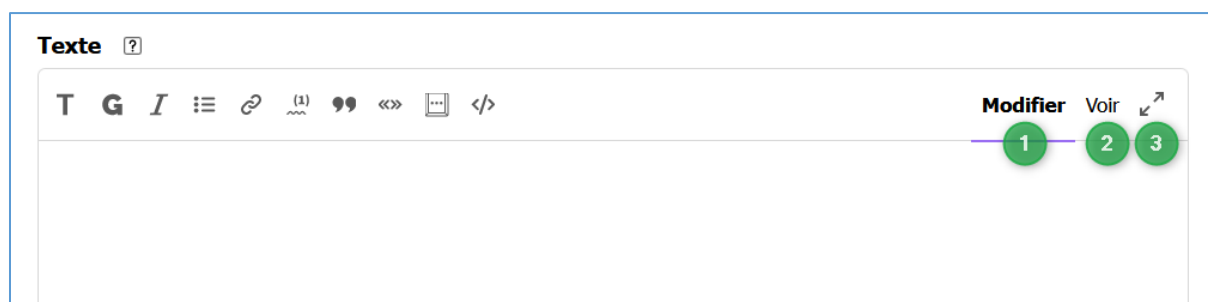 Texte ?
T G I (1) ❞ «» </> Modifier Voir
1 2 3